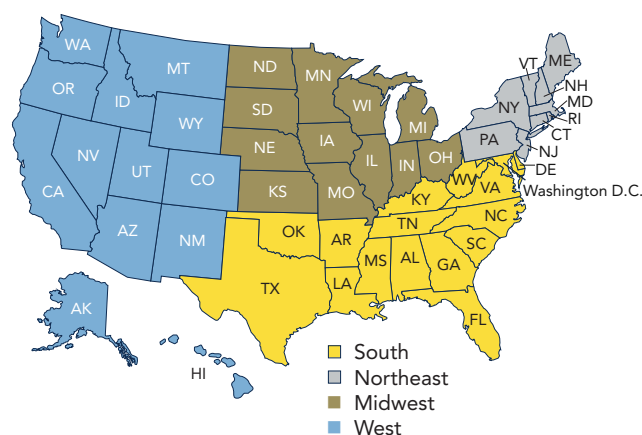 WA
OR
CA
NV
ID
MT
WY
UT
CO
AZ
NM
AK
HI
ND
SD
NE
KS
MN
IA
MO
WI
IL
MI
IN
OH
TX
OK
AR
LA
MS
AL
TN
KY
GA
FL
SC
NC
VA
WV
PA
NY
VT
ME
NH
MD
RI
CT
NJ
DE
Washington D.C.
South
Northeast
Midwest
West